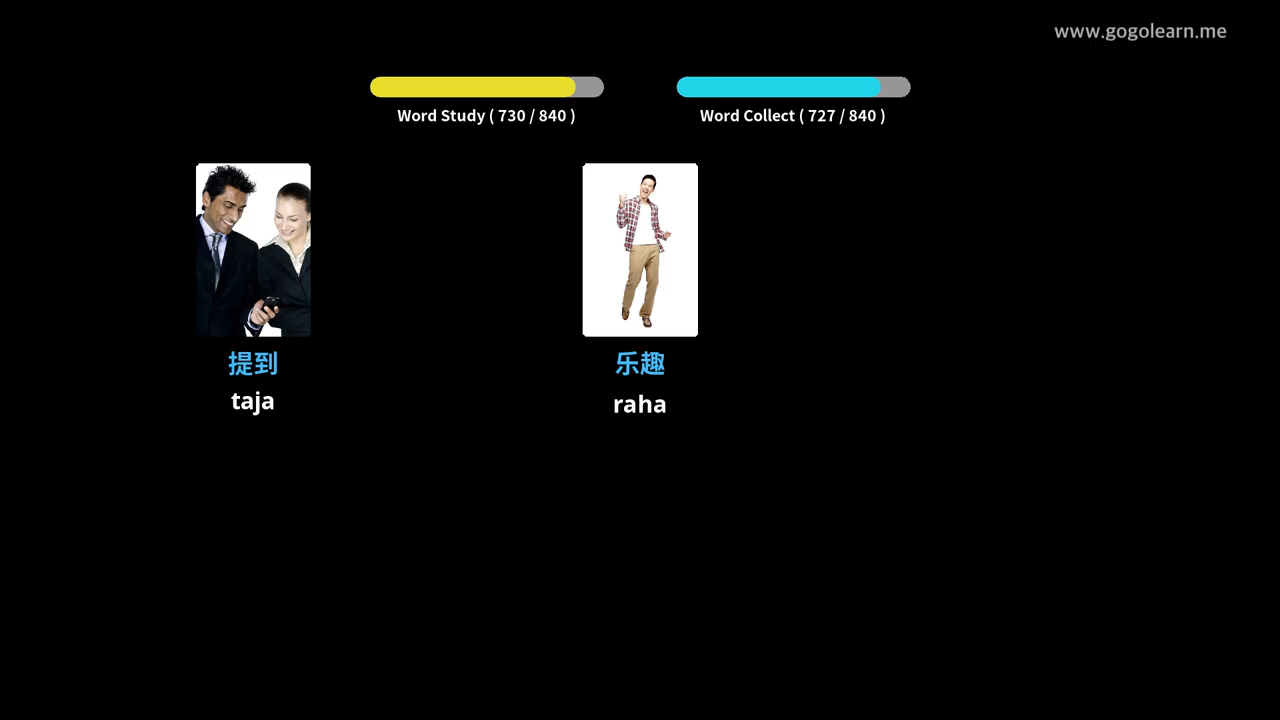 www.gogolearn.me
Word Study ( 730 / 840 )
Word Collect ( 727 / 840 )
提到
taja
乐趣
raha